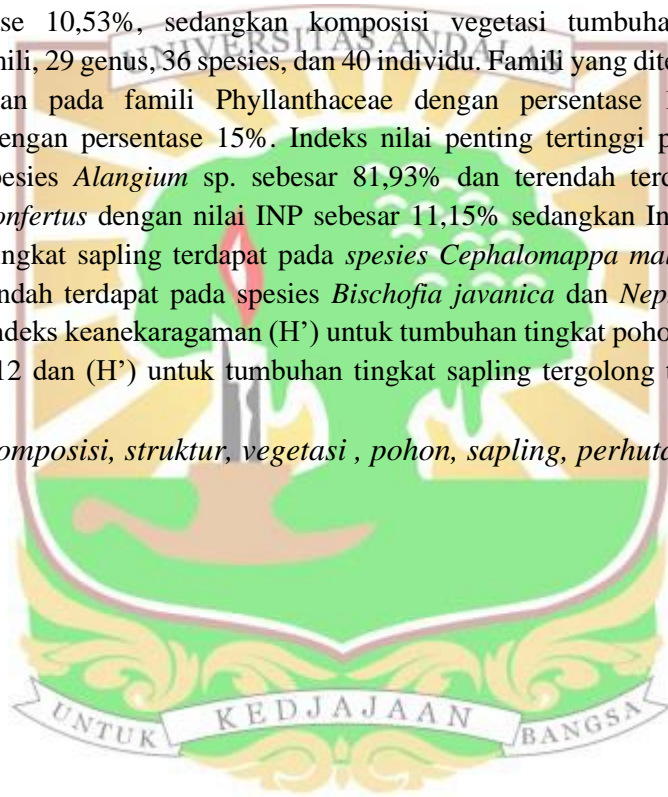 se 10,53%, sedangkan komposisi vegetasi tumbuha
UNIVERSITAS ANDALAS
nili, 29 genus, 36 spesies, dan 40 individu. Famili yang dite
an pada famili Phyllanthaceae dengan persentase
engan persentase 15%. Indeks nilai penting tertinggi p
pesies Alangium sp. sebesar 81,93% dan terendah terd
onfertus dengan nilai INP sebesar 11,15% sedangkan In
ngkat sapling terdapat pada spesies Cephalomappa mal
endah terdapat pada spesies Bischofia javanica dan Nep
ndeks keanekaragaman (H’) untuk tumbuhan tingkat poho
12 dan (H’) untuk tumbuhan tingkat sapling tergolong t
omposisi, struktur, vegetasi , pohon, sapling, perhuta
UNTUK KEDJAJAAN BANGSA